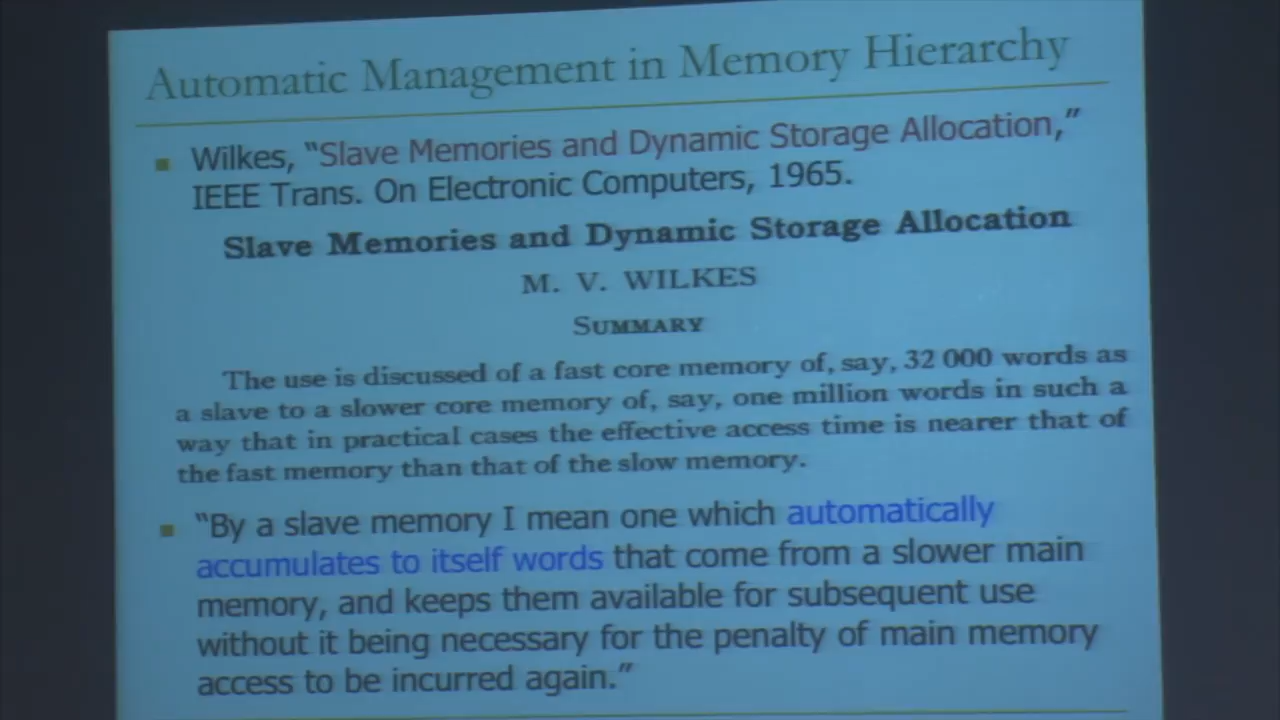 Automatic Management in Memory Hierarchy
Wilkes, “Slave Memories and Dynamic Storage Allocation,”
IEEE Trans. On Electronic Computers, 1965.
Slave Memories and Dynamic Storage Allocation
M. V. WILKES
SUMMARY
The use is discussed of a fast core memory of, say, 32 000 words as
a slave to a slower core memory of, say, one million words in such a
way that in practical cases the effective access time is nearer that of
the fast memory than that of the slow memory.
“By a slave memory I mean one which automatically
accumulates to itself words that come from a slower main
memory, and keeps them available for subsequent use
without it being necessary for the penalty of main memory
access to be incurred again.”